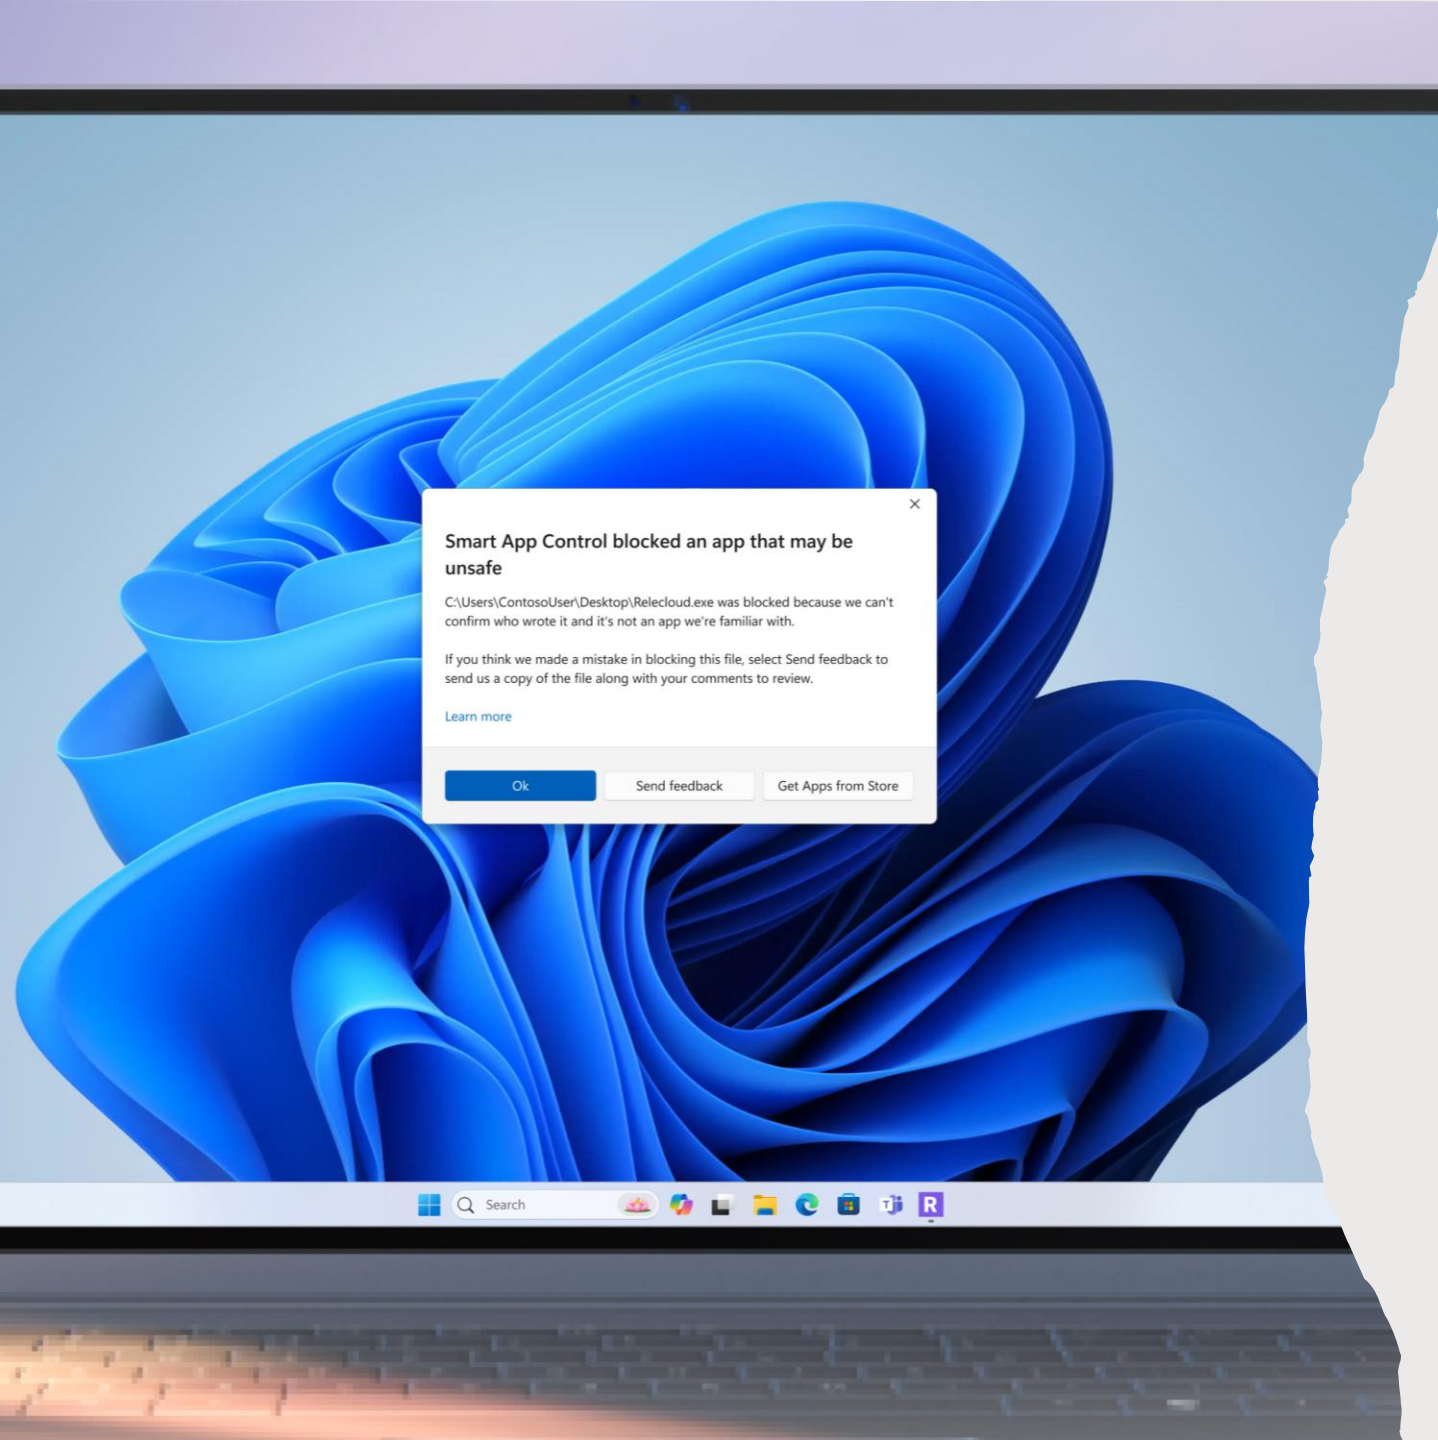 Smart App Control blocked an app that may be
unsafe
C:\Users\ContosoUser\Desktop\Relecloud.exe was blocked because we can't
confirm who wrote it and it's not an app we're familiar with.
If you think we made a mistake in blocking this file, select Send feedback to
send us a copy of the file along with your comments to review.
Learn more
Ok Send feedback Get Apps from Store
Search T R